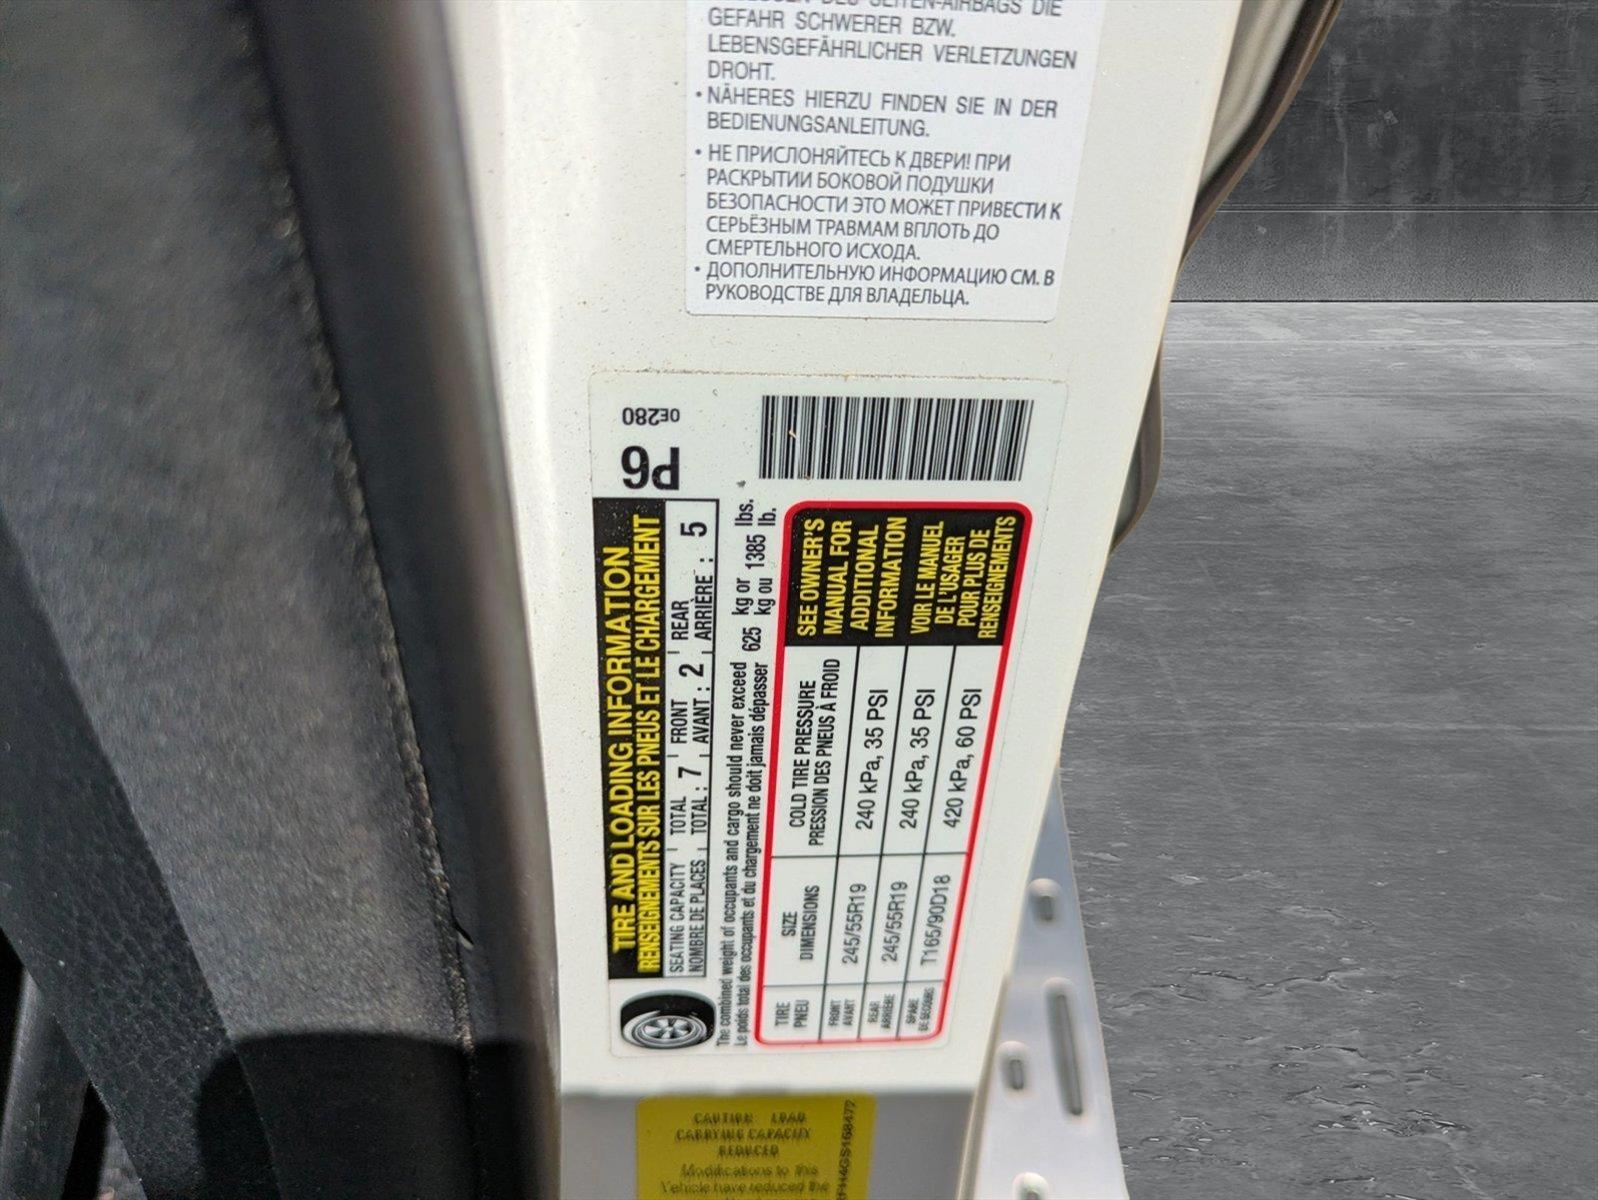 GEFAHR SCHWERER BZW.
LEBENSGEFÄHRLICHER VERLETZUNGEN
DROHT.
• NÄHERES HIERZU FINDEN SIE IN DER
BEDIENUNGSANLEITUNG.
• НЕ ПРИСЛОНЯЙТЕСЬ К ДВЕРИ! ПРИ
РАСКРЫТИИ БОКОВОЙ ПОДУШКИ
БЕЗОПАСНОСТИ ЭТО МОЖЕТ ПРИВЕСТИ К
СЕРЬЁЗНЫМ ТРАВМАМ ВПЛОТЬ ДО
СМЕРТЕЛЬНОГО ИСХОДА.
• ДОПОЛНИТЕЛЬНУЮ ИНФОРМАЦИЮ СМ. В
РУКОВОДСТВЕ ДЛЯ ВЛАДЕЛЬЦА.
0E280
P6
TIRE AND LOADING INFORMATION
RENSEIGNEMENTS SUR LES PNEUS ET LE CHARGEMENT
SEATING CAPACITY TOTAL 7 FRONT 2 REAR 5
NOMBRE DE PLACES TOTAL : AVANT : ARRIÈRE :
The combined weight of occupants and cargo should never exceed 625 kg or 1385 lbs.
Le poids total des occupants et du chargement ne doit jamais dépasser kg ou lb.
TIRE SIZE COLD TIRE PRESSURE
PNEU DIMENSIONS PRESSION DES PNEUS À FROID
FRONT 245/55R19 240 kPa, 35 PSI
AVANT
REAR 245/55R19 240 kPa, 35 PSI
ARRIÈRE
SPARE T165/90D18 420 kPa, 60 PSI
DE SECOURS
SEE OWNER'S
MANUAL FOR
ADDITIONAL
INFORMATION
VOIR LE MANUEL
DE L'USAGER
POUR PLUS DE
RENSEIGNEMENTS
CAUTION: LOAD
CARRYING CAPACITY
REDUCED
Modifications to this
Vehicle have reduced the